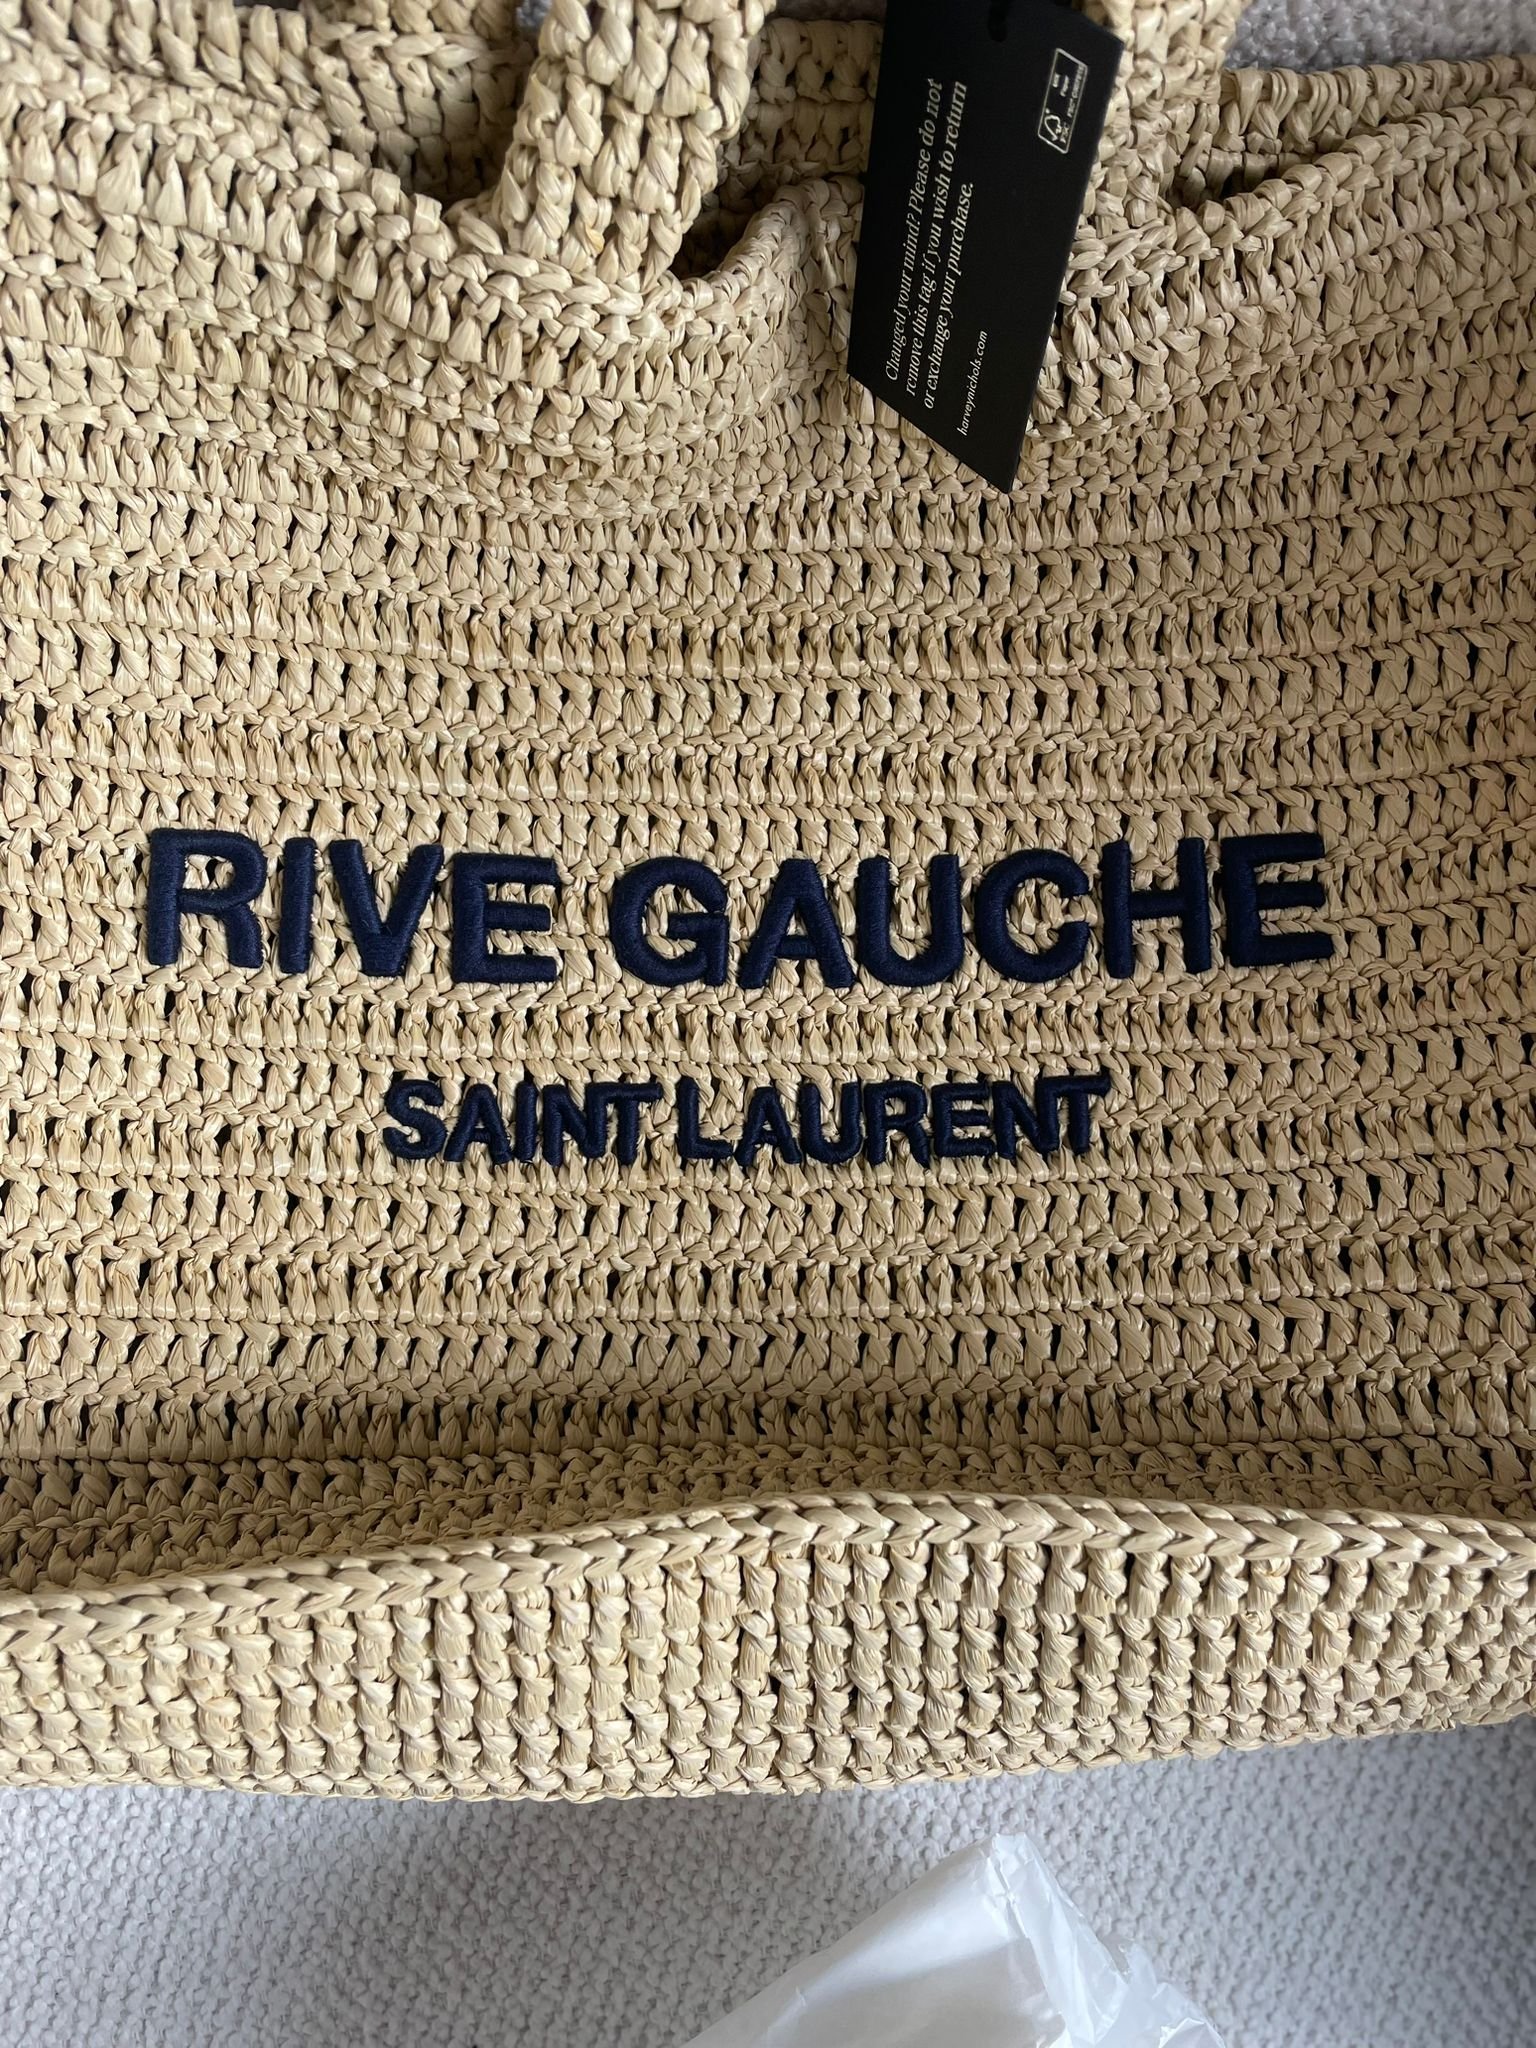 Changed your mind? Please do not
remove this tag if you wish to return
or exchange your purchase.
harveynichols.com
RIVE GAUCHE
SAINT LAURENT